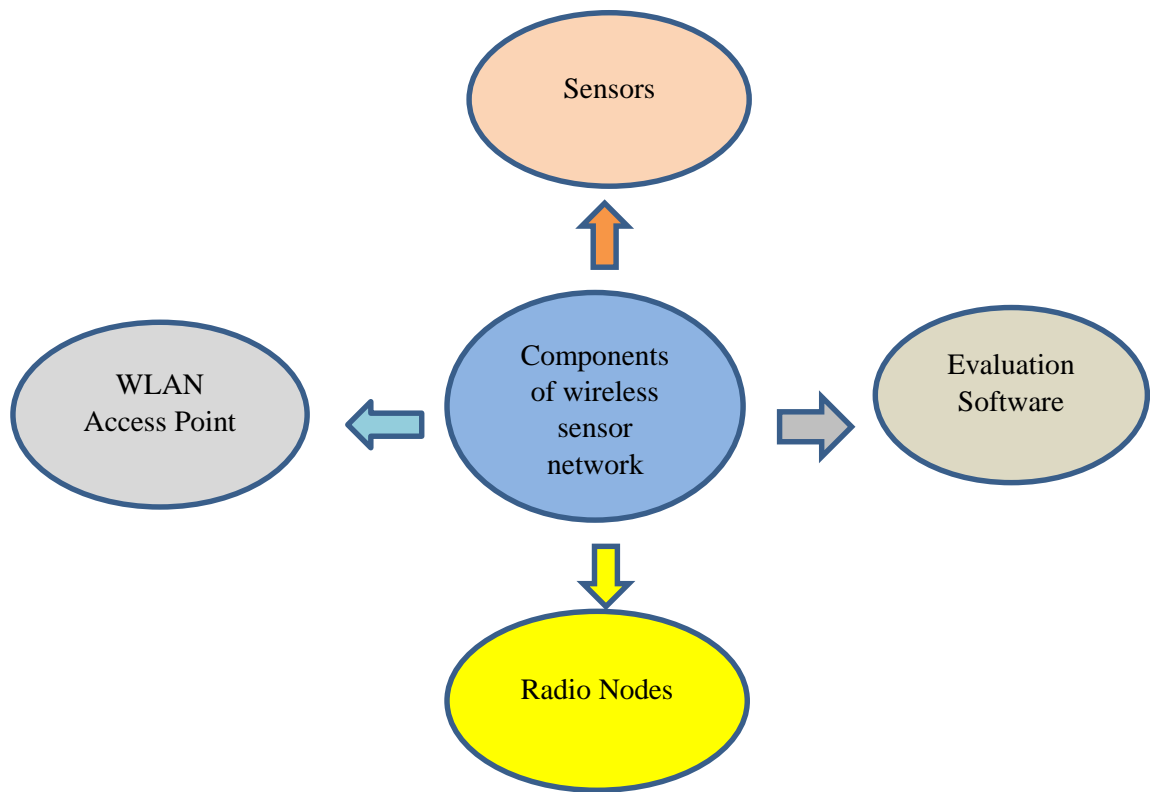 Sensors
WLAN
Access Point
Components
of wireless
sensor
network
Evaluation
Software
Radio Nodes